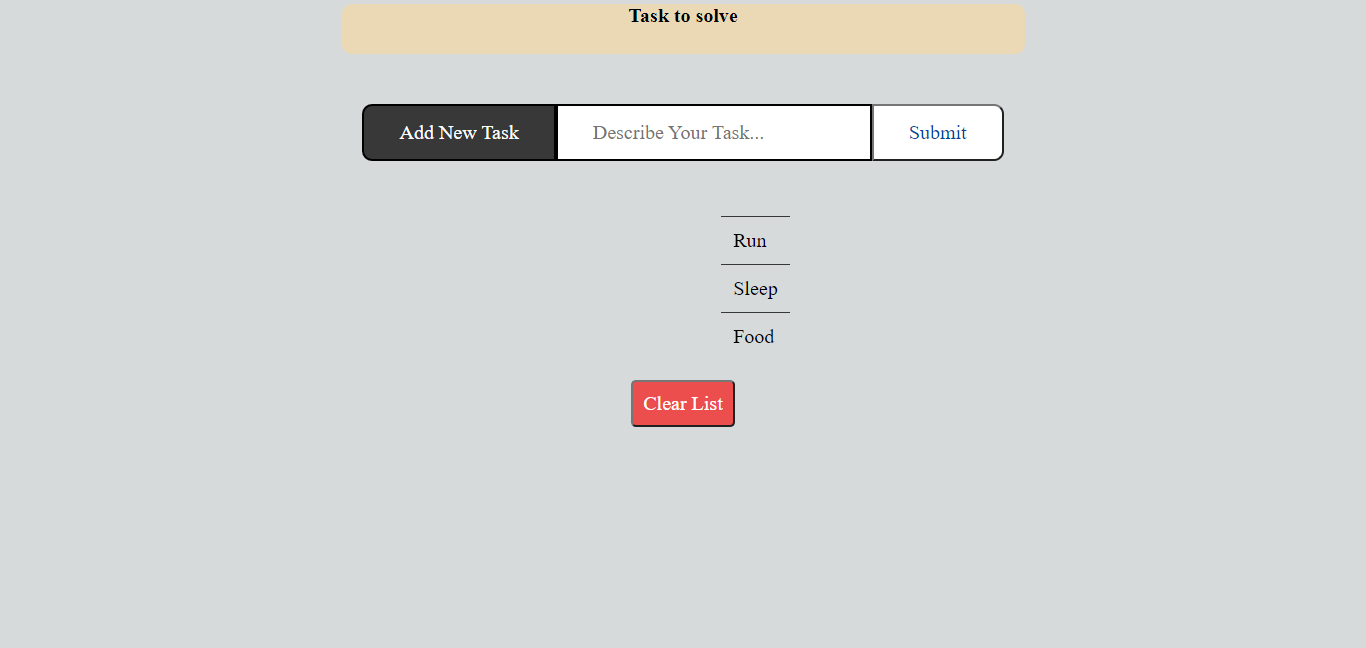 Task to solve
Add New Task Describe Your Task... Submit
Run
Sleep
Food
Clear List